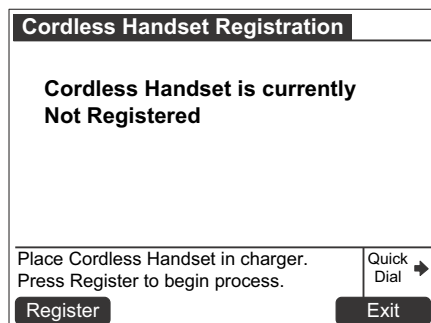 Cordless Handset Registration
Cordless Handset is currently
Not Registered
Place Cordless Handset in charger.
Press Register to begin process.
Quick
Dial
Register
Exit